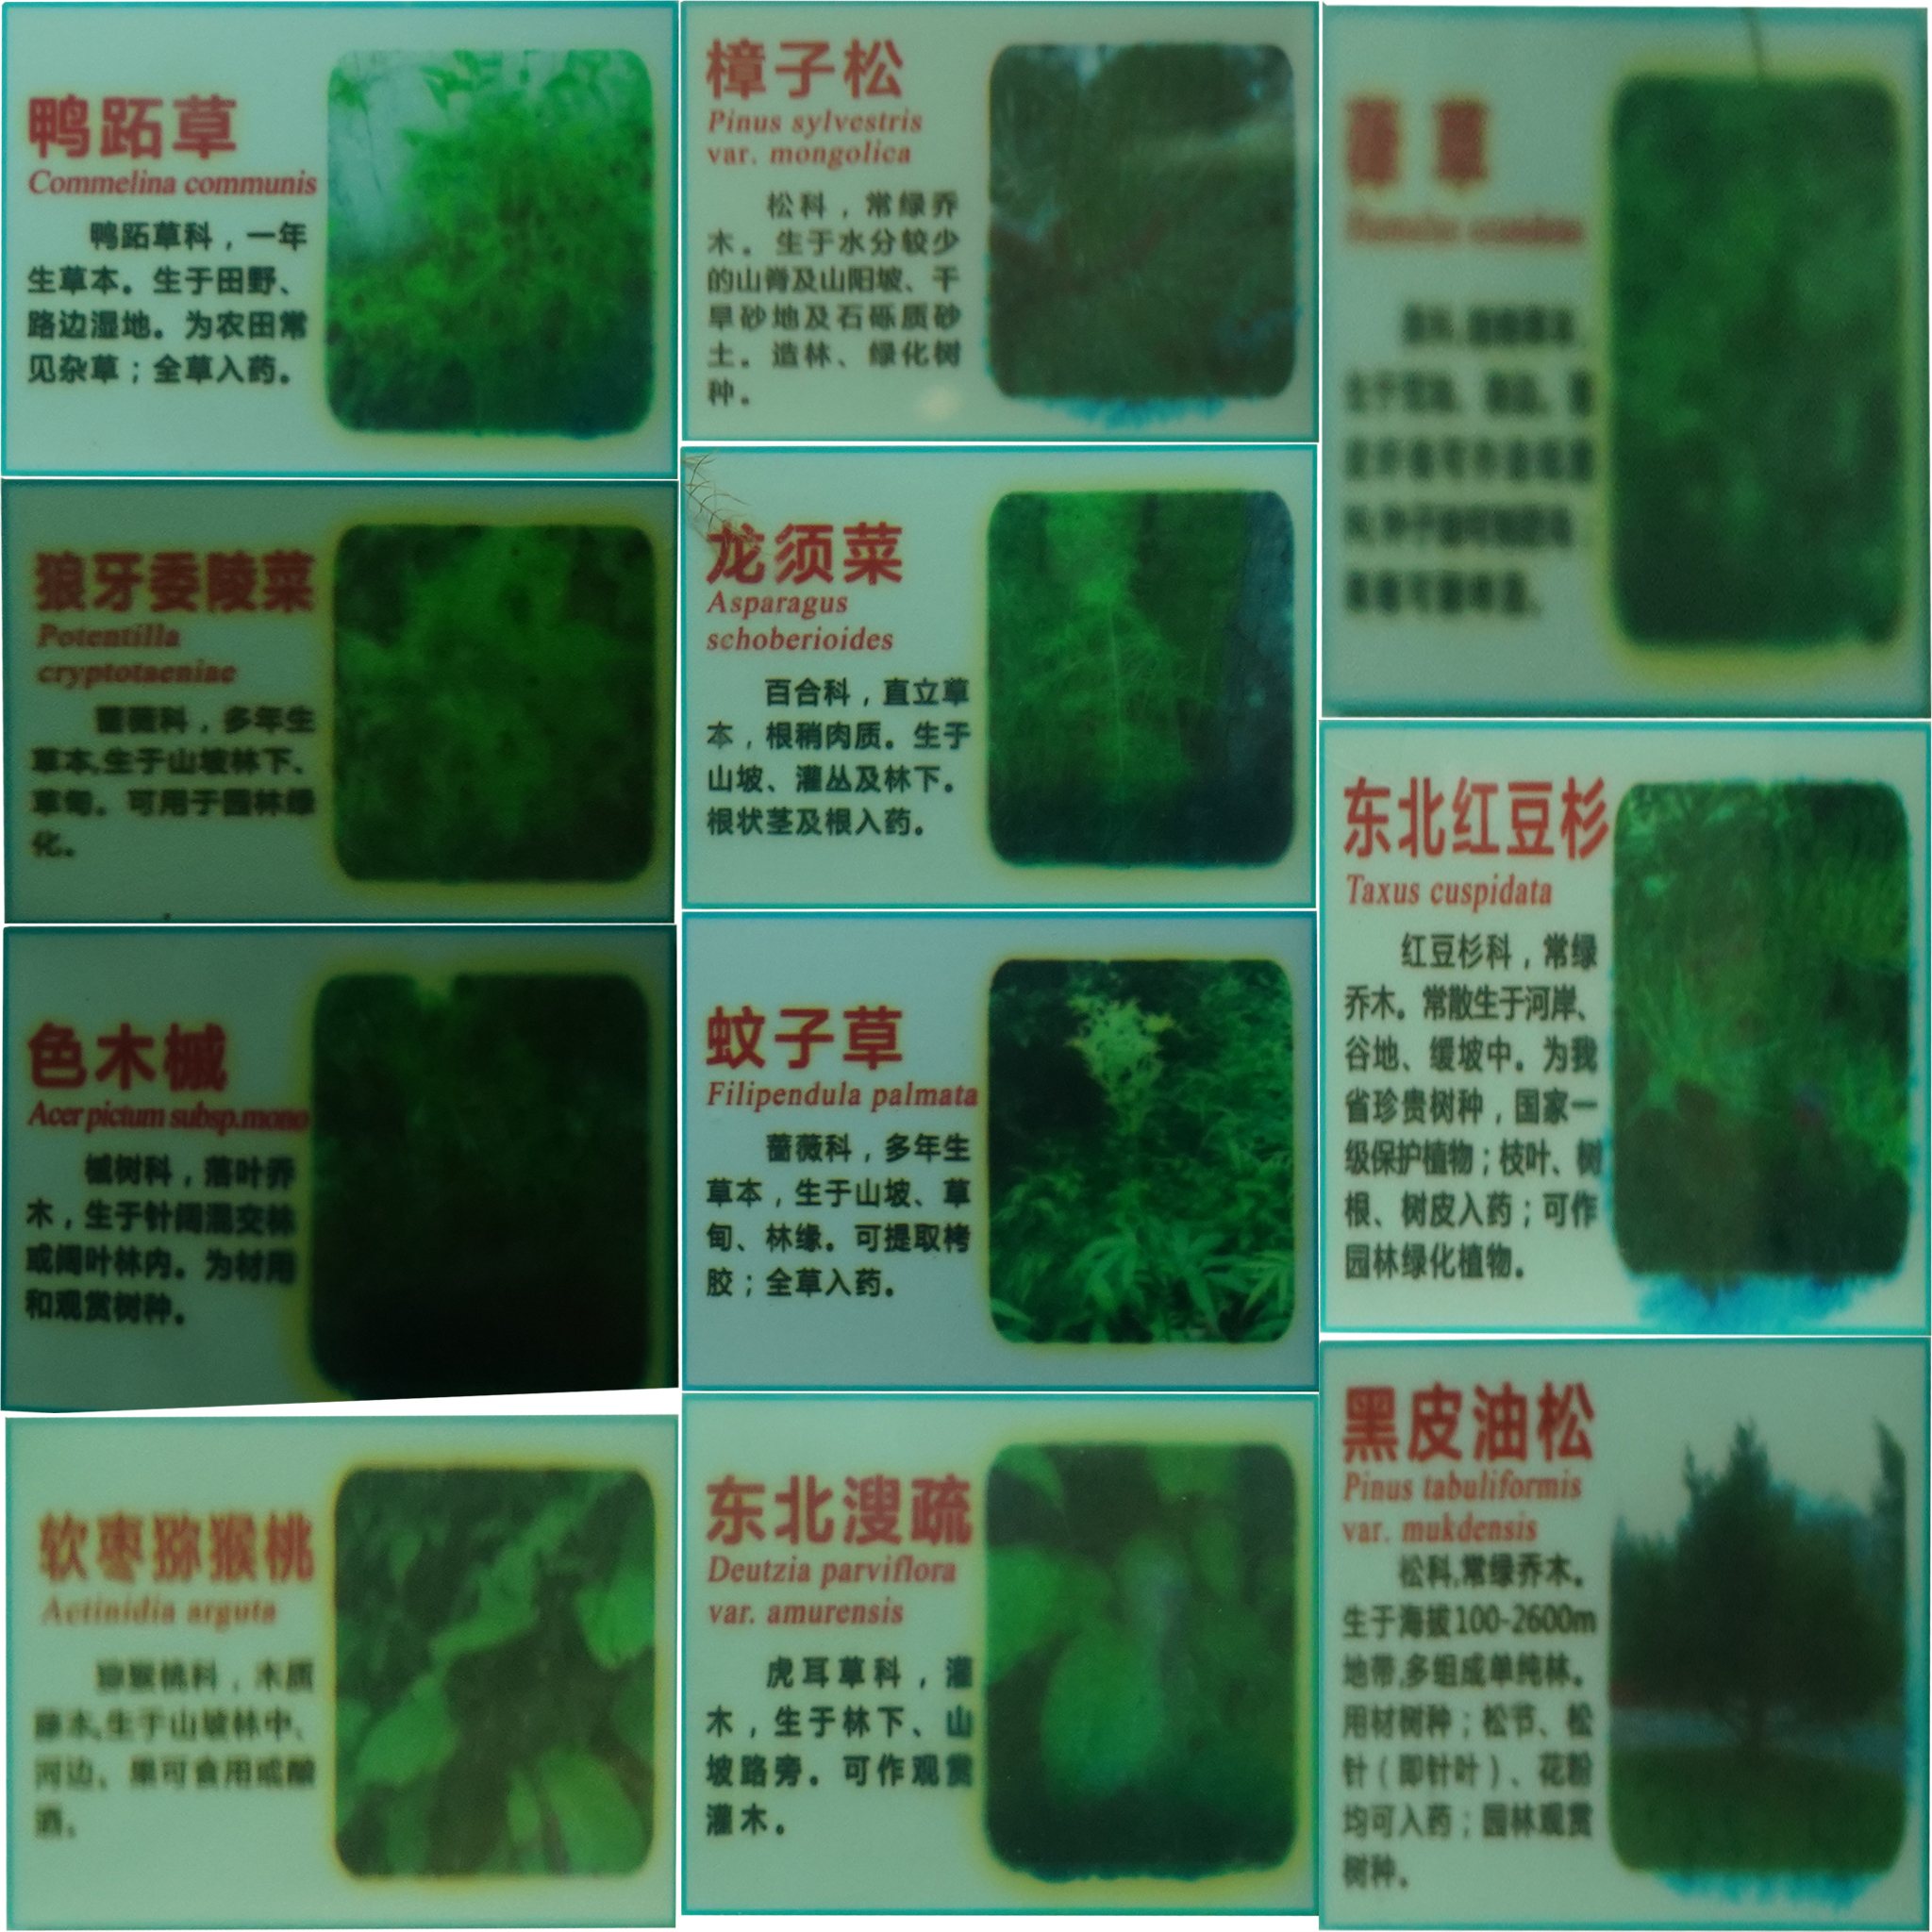 鸭跖草
Commelina communis
鸭跖草科，一年
生草本。生于田野、
路边湿地。为农田常
见杂草；全草入药。
狼牙委陵菜
Potentilla
cryptotaeniae
蔷薇科，多年生
草本,生于山坡林下、
草甸。可用于园林绿
化。
色木槭
Acer pictum subsp.mono
槭树科，落叶乔
木，生于针阔混交林
或阔叶林内。为材用
和观赏树种。
软枣猕猴桃
Actinidia arguta
猕猴桃科，木质
藤本,生于山坡林中、
河边。果可食用或酿
酒。
樟子松
Pinus sylvestris
var. mongolica
松科，常绿乔
木。生于水分较少
的山脊及山阳坡、干
旱砂地及石砾质砂
土。造林、绿化树
种。
龙须菜
Asparagus
schoberioides
百合科，直立草
本，根稍肉质。生于
山坡、灌丛及林下。
根状茎及根入药。
蚊子草
Filipendula palmata
蔷薇科，多年生
草本，生于山坡、草
甸、林缘。可提取栲
胶；全草入药。
东北溲疏
Deutzia parviflora
var. amurensis
虎耳草科，灌
木，生于林下、山
坡路旁。可作观赏
灌木。
草
东北红豆杉
Taxus cuspidata
红豆杉科，常绿
乔木。常散生于河岸、
谷地、缓坡中。为我
省珍贵树种，国家一
级保护植物；枝叶、树
根、树皮入药；可作
园林绿化植物。
黑皮油松
Pinus tabuliformis
var. mukdensis
松科,常绿乔木。
生于海拔100-2600m
地带,多组成单纯林。
用材树种；松节、松
针（即针叶）、花粉
均可入药；园林观赏
树种。